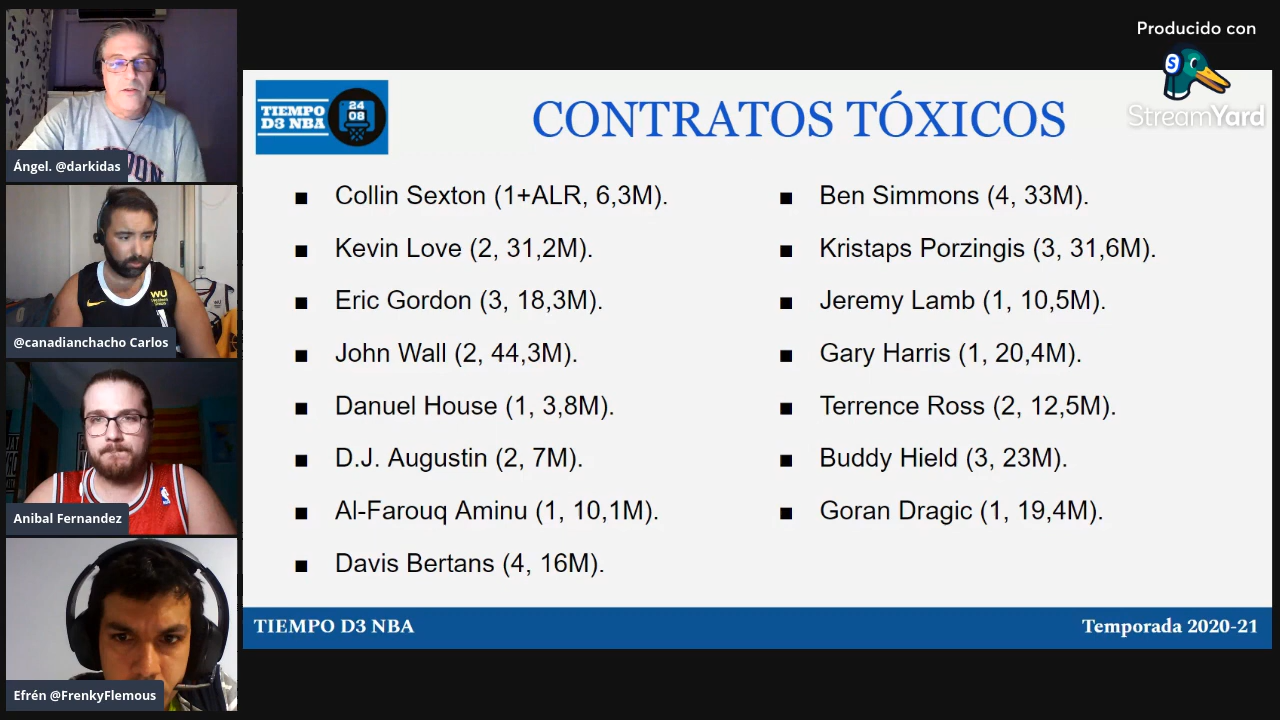 Producido con
StreamYard
TIEMPO
D3 NBA
24
08
CONTRATOS TÓXICOS
▪ Collin Sexton (1+ALR, 6,3M).
▪ Kevin Love (2, 31,2M).
▪ Eric Gordon (3, 18,3M).
▪ John Wall (2, 44,3M).
▪ Danuel House (1, 3,8M).
▪ D.J. Augustin (2, 7M).
▪ Al-Farouq Aminu (1, 10,1M).
▪ Davis Bertans (4, 16M).
▪ Ben Simmons (4, 33M).
▪ Kristaps Porzingis (3, 31,6M).
▪ Jeremy Lamb (1, 10,5M).
▪ Gary Harris (1, 20,4M).
▪ Terrence Ross (2, 12,5M).
▪ Buddy Hield (3, 23M).
▪ Goran Dragic (1, 19,4M).
TIEMPO D3 NBA
Temporada 2020-21
Ángel. @darkidas
@canadianchacho Carlos
WU
Anibal Fernandez
Efrén @FrenkyFlemous